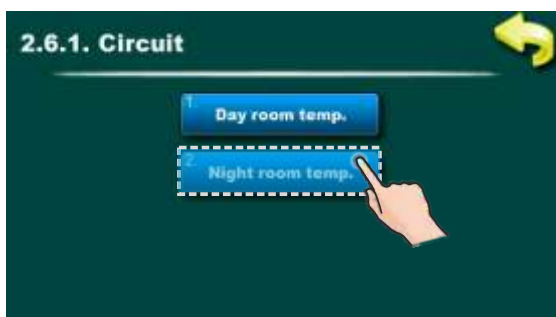 2.6.1. Circuit
1.
Day room temp.
2.
Night room temp.